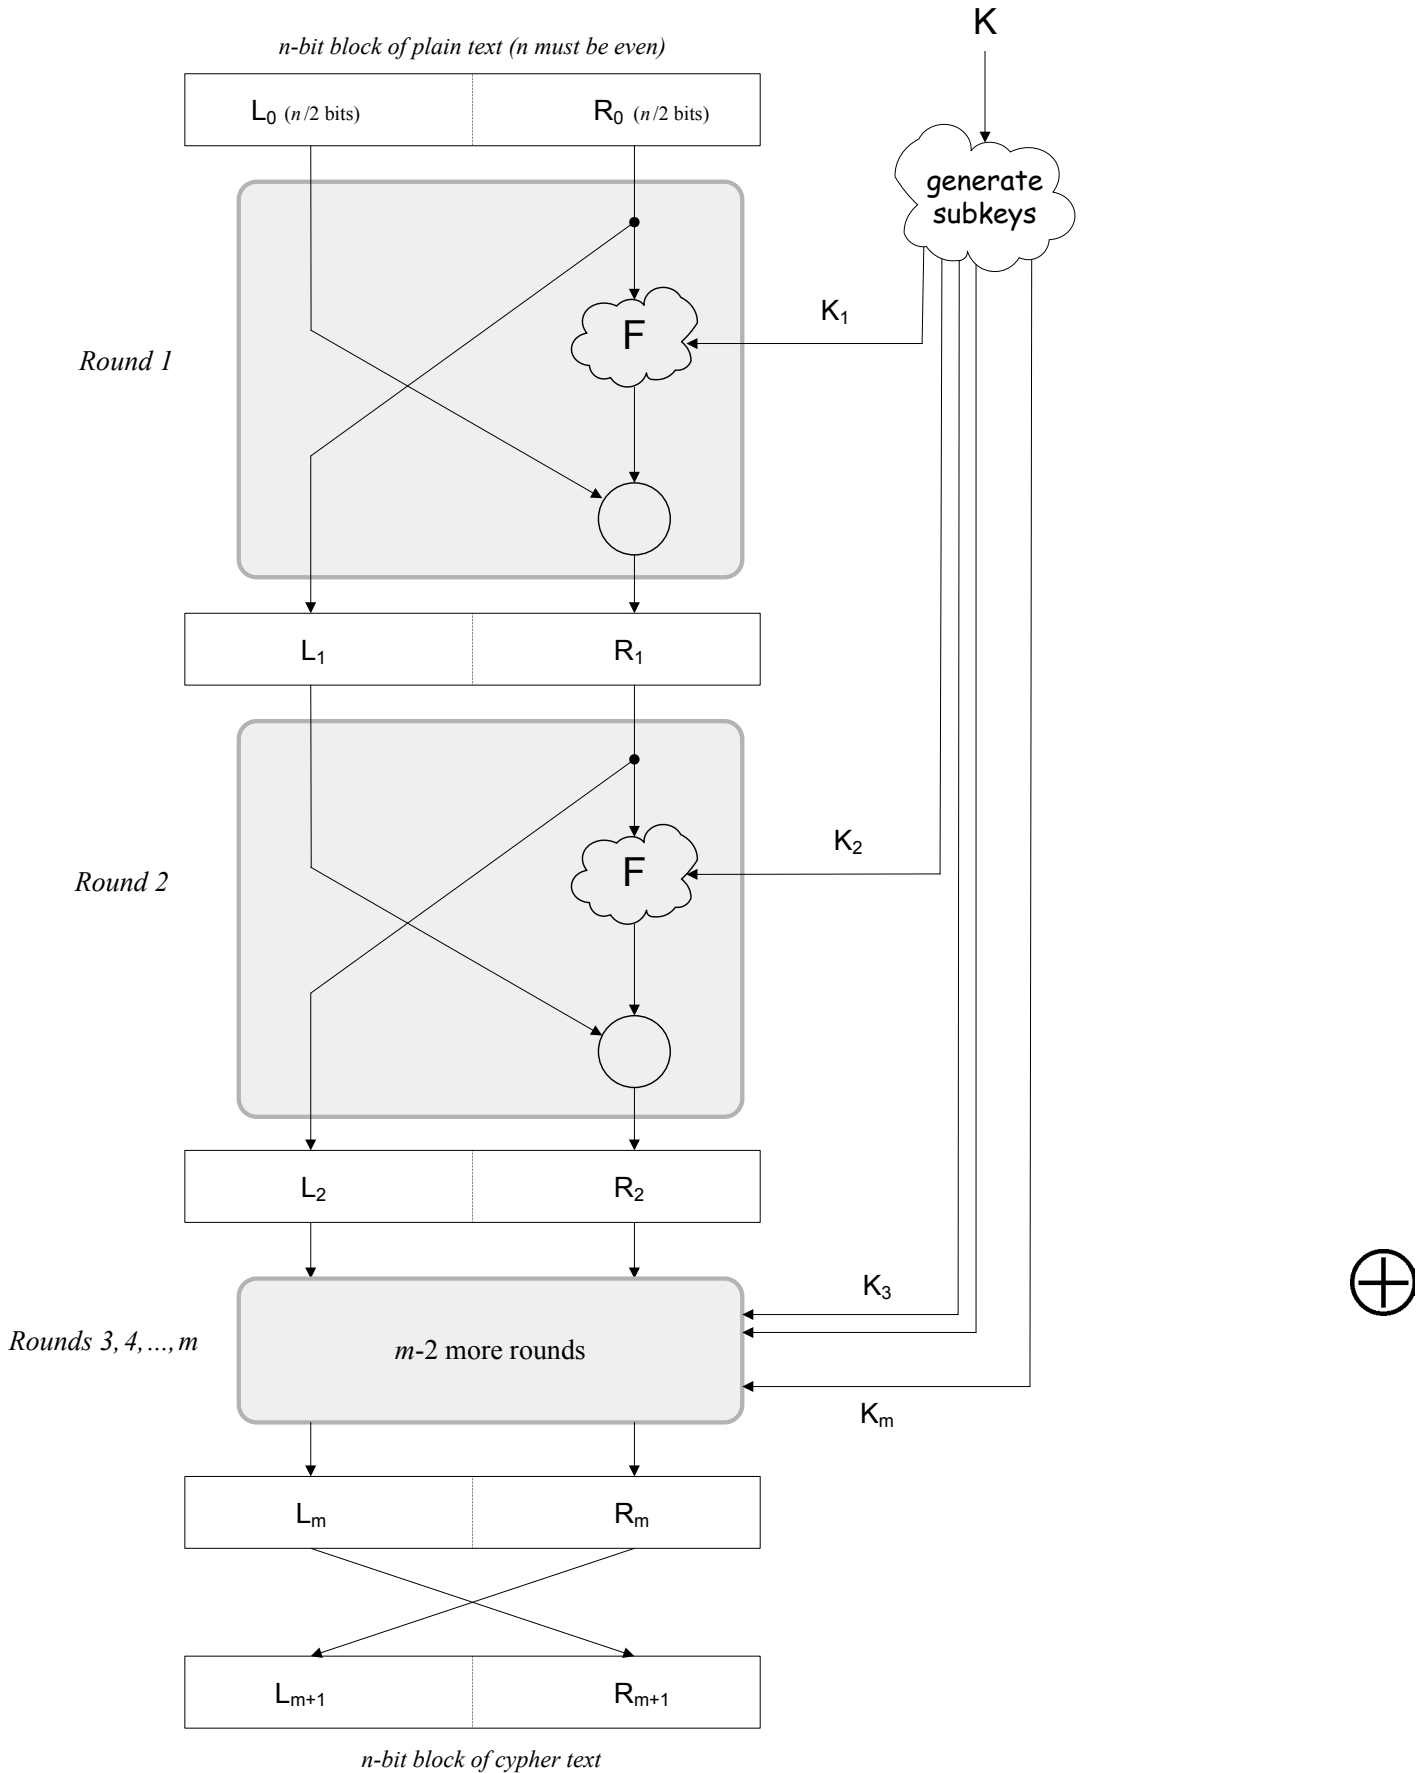 K
n-bit block of plain text (n must be even)
L₀ (n/2 bits) R₀ (n/2 bits)
generate
subkeys
K₁
F
Round 1
L₁ R₁
K₂
F
Round 2
L₂ R₂
K₃
Rounds 3, 4, ..., m
m-2 more rounds
Kₘ
Lₘ Rₘ
Lₘ₊₁ Rₘ₊₁
n-bit block of cypher text